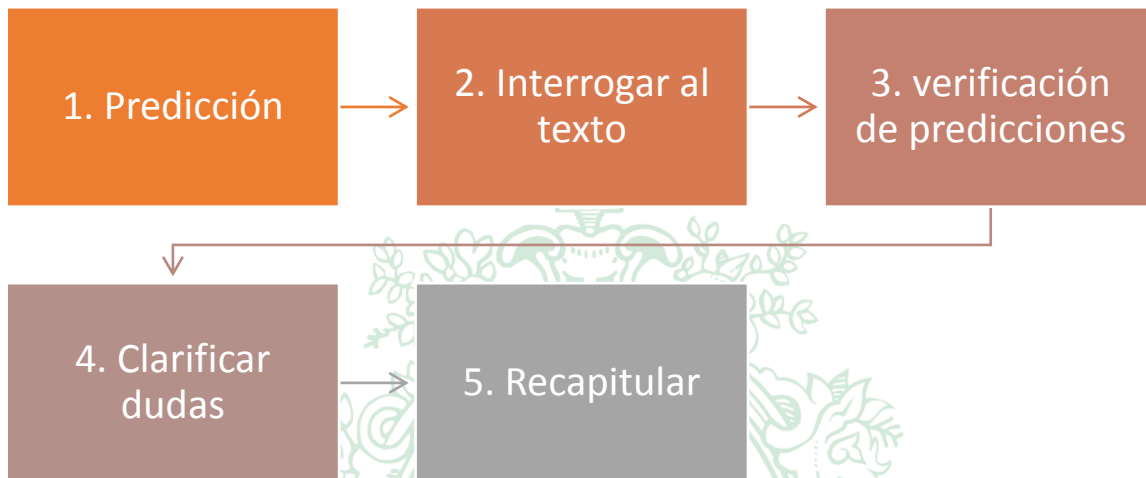 1. Predicción
2. Interrogar al
texto
3. verificación
de predicciones
4. Clarificar
dudas
5. Recapitular